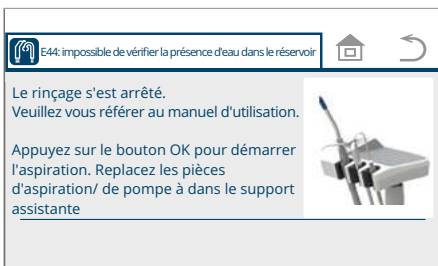 E44: impossible de vérifier la présence d'eau dans le réservoir
Le rinçage s'est arrêté.
Veuillez vous référer au manuel d'utilisation.
Appuyez sur le bouton OK pour démarrer
l'aspiration. Replacez les pièces
d'aspiration/ de pompe à dans le support
assistante